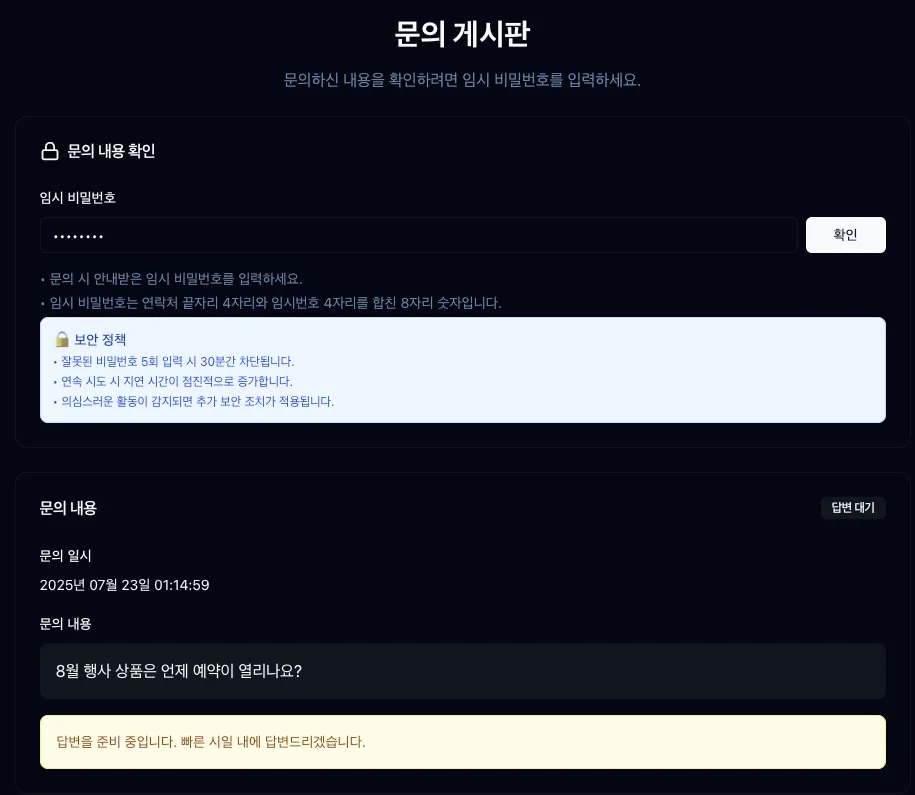 문의 게시판
문의하신 내용을 확인하려면 임시 비밀번호를 입력하세요.
문의 내용 확인
임시 비밀번호
••••••••
확인
• 문의 시 안내받은 임시 비밀번호를 입력하세요.
• 임시 비밀번호는 연락처 끝자리 4자리와 임시번호 4자리를 합친 8자리 숫자입니다.
🔒 보안 정책
• 잘못된 비밀번호 5회 입력 시 30분간 차단됩니다.
• 연속 시도 시 지연 시간이 점진적으로 증가합니다.
• 의심스러운 활동이 감지되면 추가 보안 조치가 적용됩니다.
문의 내용
답변 대기
문의 일시
2025년 07월 23일 01:14:59
문의 내용
8월 행사 상품은 언제 예약이 열리나요?
답변을 준비 중입니다. 빠른 시일 내에 답변드리겠습니다.